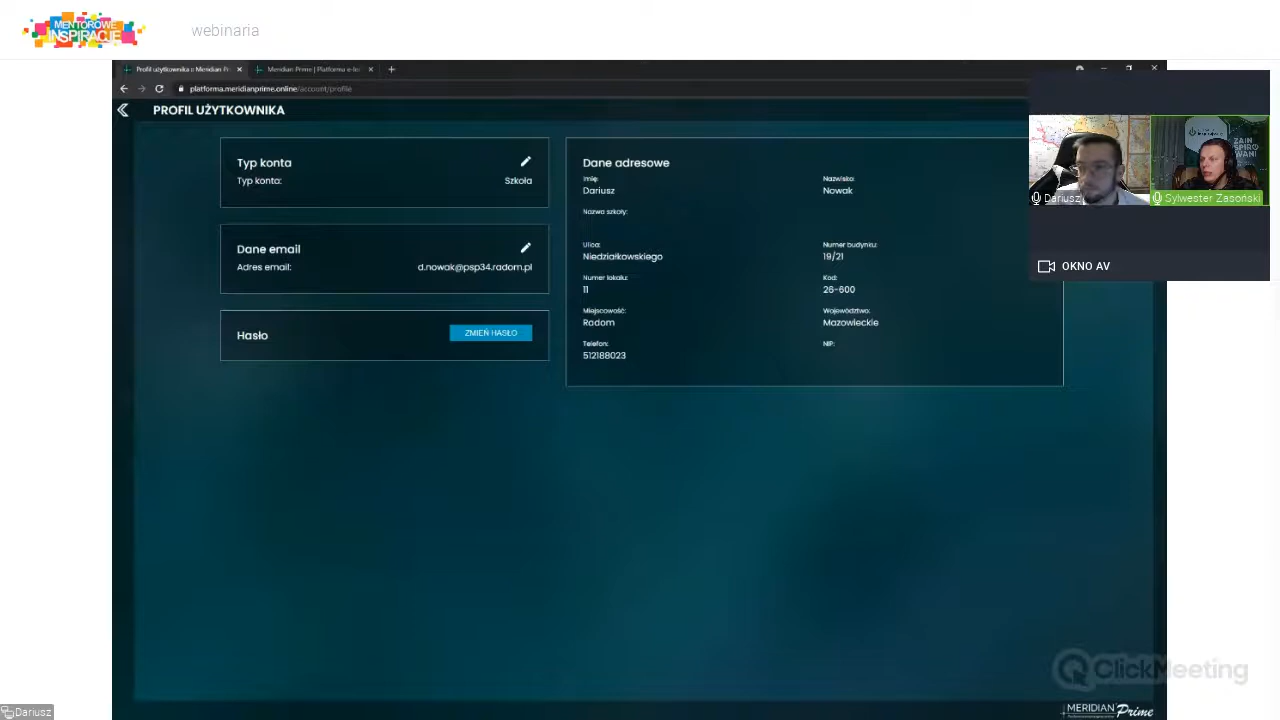 MENTOROWE
INSPIRACJE
webinaria
Profil użytkownika :: Meridian Pr
Meridian Prime | Platforma e-le
platforma.meridianprime.online/account/profile
PROFIL UŻYTKOWNIKA
Typ konta
Typ konta:
Szkoła
Dane email
Adres email:
d.nowak@psp34.radom.pl
Hasło
ZMIEŃ HASŁO
Dane adresowe
Imię:
Nazwisko:
Dariusz
Nowak
Nazwa szkoły:
Ulica:
Numer budynku:
Niedziałkowskiego
19/21
Numer lokalu:
Kod:
11
26-600
Miejscowość:
Województwo:
Radom
Mazowieckie
Telefon:
NIP:
512188023
ZAIN
SPIRO
WANI
Dariusz
Sylwester Zasoński
OKNO AV
ClickMeeting
MERIDIAN Prime
Dariusz